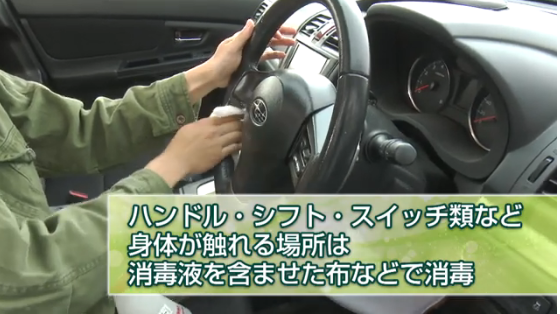 ハンドル・シフト・スイッチ類など
身体が触れる場所は
消毒液を含ませた布などで消毒